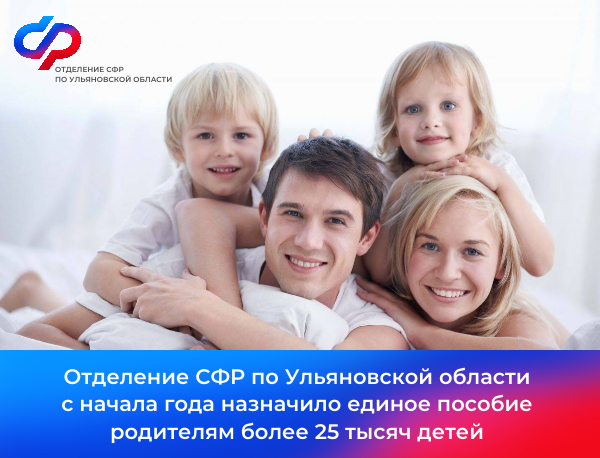 ОТДЕЛЕНИЕ СФР
ПО УЛЬЯНОВСКОЙ ОБЛАСТИ
Отделение СФР по Ульяновской области
с начала года назначило единое пособие
родителям более 25 тысяч детей